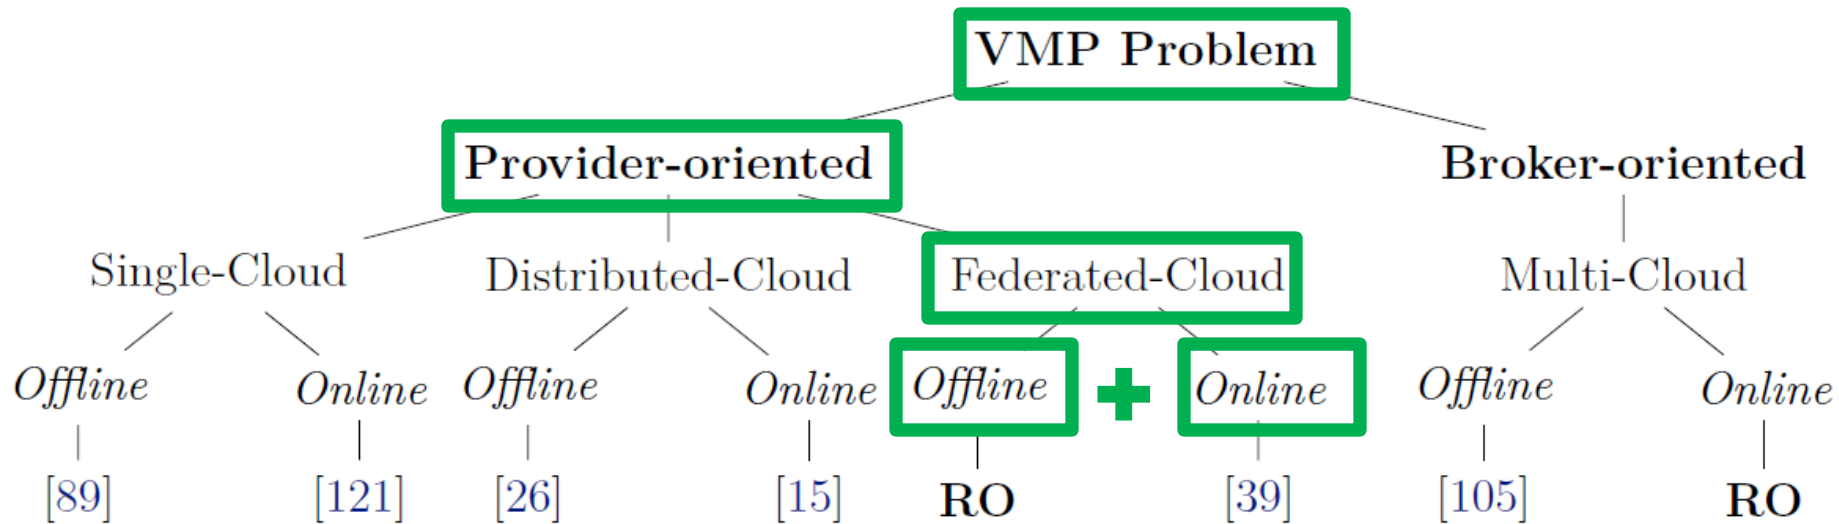 VMP Problem
Provider-oriented Broker-oriented
Single-Cloud Distributed-Cloud Federated-Cloud Multi-Cloud
Offline Online Offline Online Offline + Online Offline Online
[89] [121] [26] [15] RO [39] [105] RO